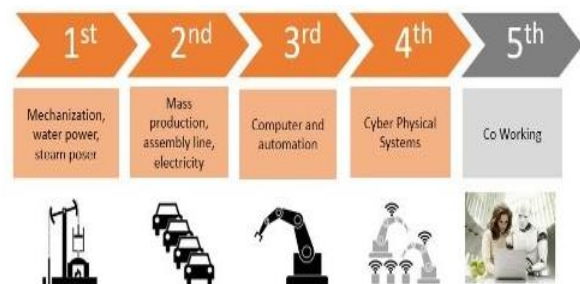 1st
2nd
3rd
4th
5th
Mechanization,
water power,
steam poser
Mass
production,
assembly line,
electricity
Computer and
automation
Cyber Physical
Systems
Co Working